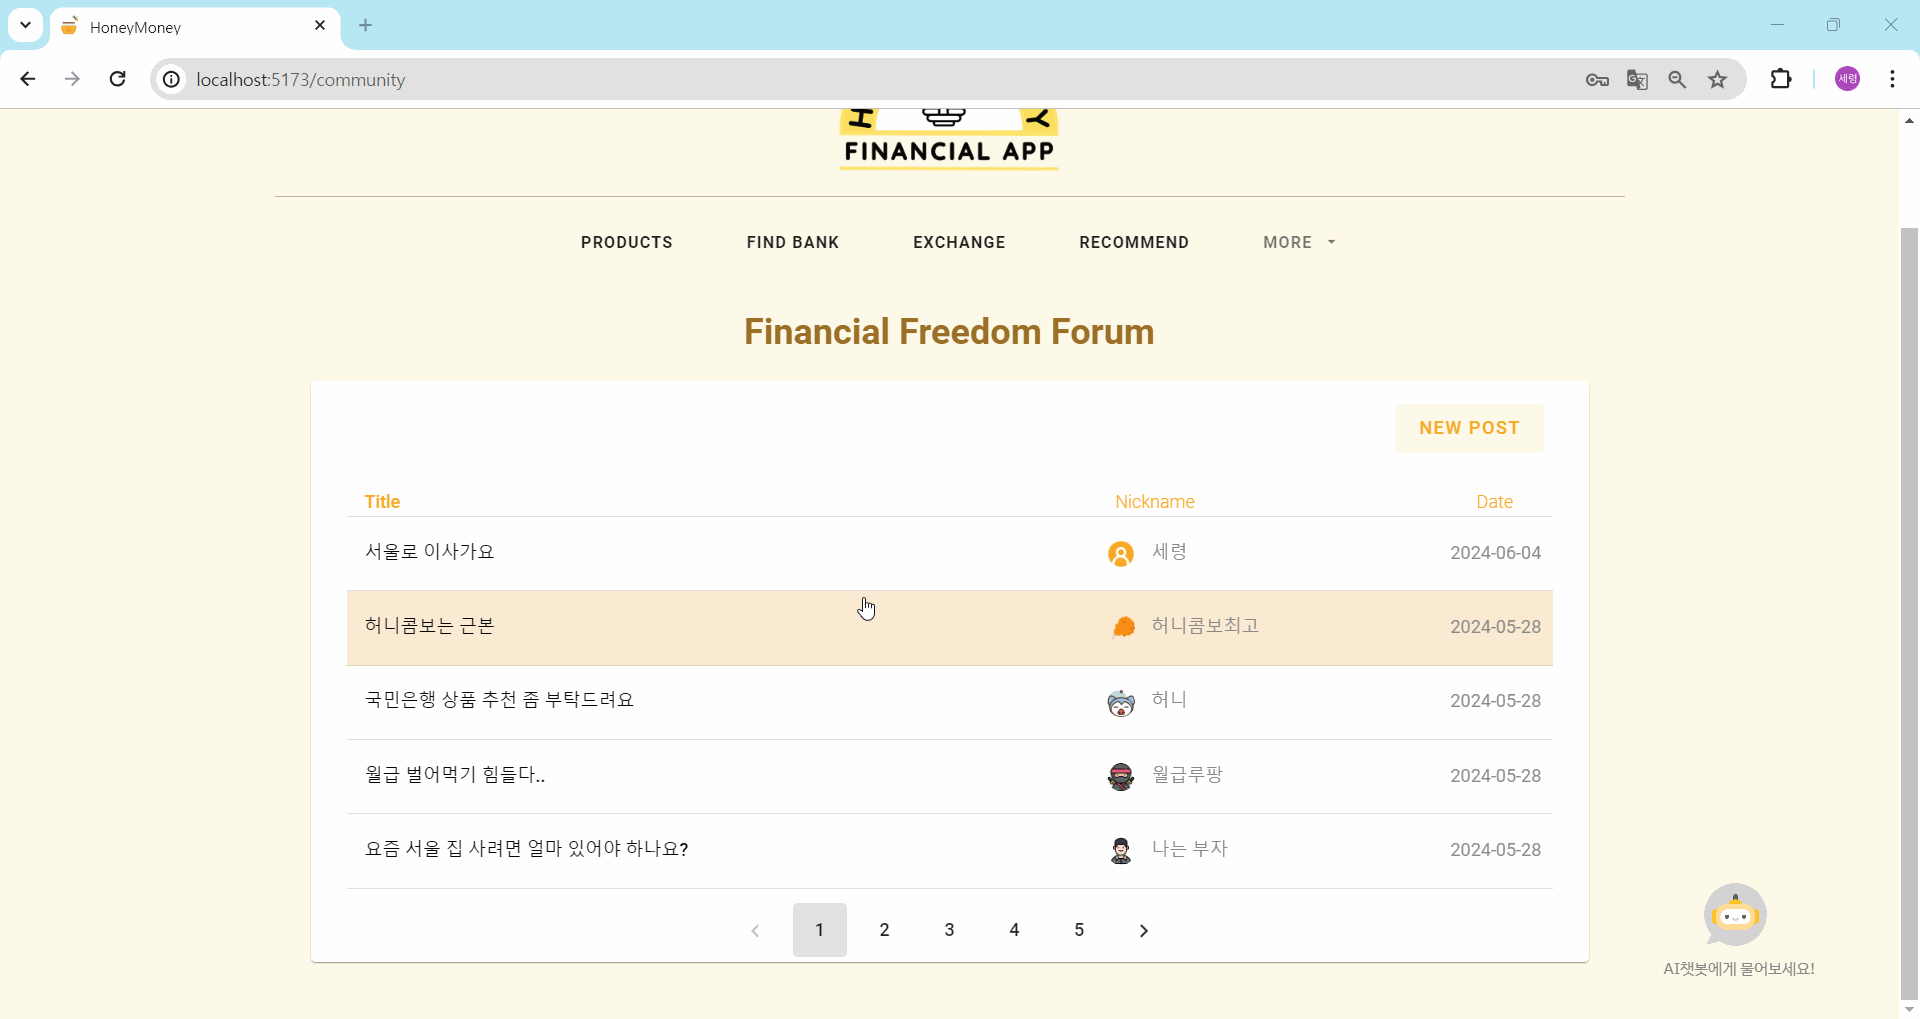 HoneyMoney
localhost:5173/community
세령
H Y
FINANCIAL APP
PRODUCTS FIND BANK EXCHANGE RECOMMEND MORE
Financial Freedom Forum
NEW POST
Title Nickname Date
서울로 이사가요 세령 2024-06-04
허니콤보는 근본 허니콤보최고 2024-05-28
국민은행 상품 추천 좀 부탁드려요 허니 2024-05-28
월급 벌어먹기 힘들다.. 월급루팡 2024-05-28
요즘 서울 집 사려면 얼마 있어야 하나요? 나는 부자 2024-05-28
1 2 3 4 5
AI챗봇에게 물어보세요!